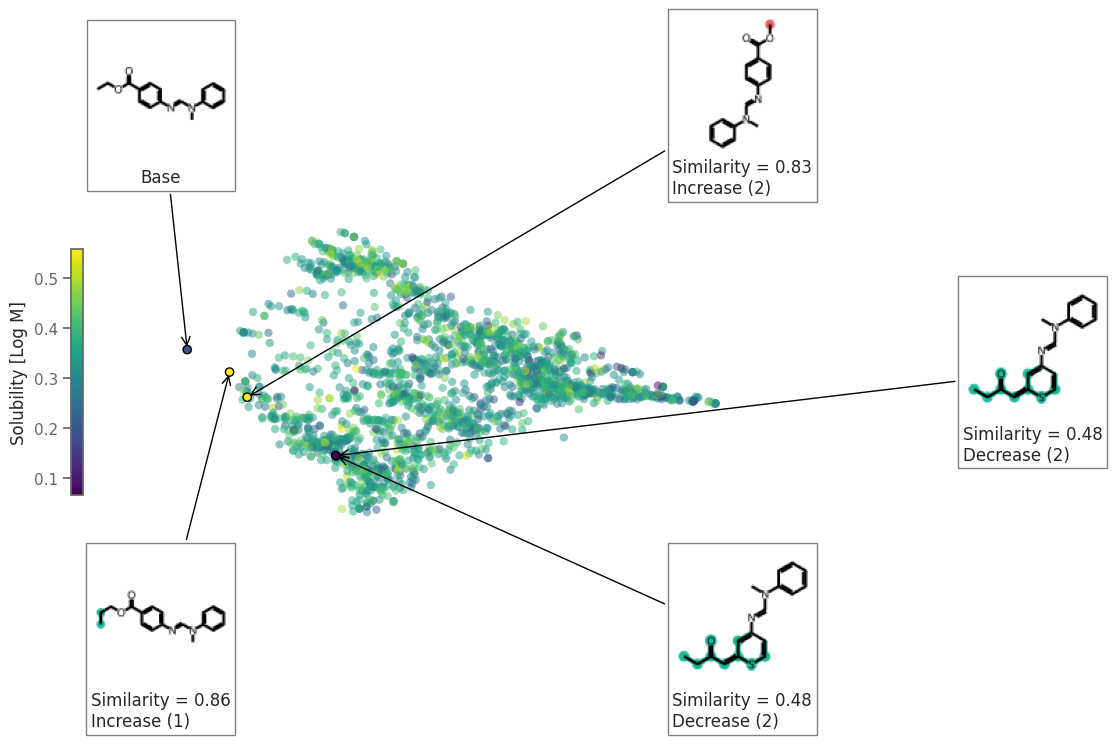 Base
Similarity = 0.83
Increase (2)
Solubility [Log M]
0.5
0.4
0.3
0.2
0.1
Similarity = 0.48
Decrease (2)
Similarity = 0.86
Increase (1)
Similarity = 0.48
Decrease (2)
O
O
N
N
O
O
N
N
O
S
N
N
O
O
N
N
O
S
N
N